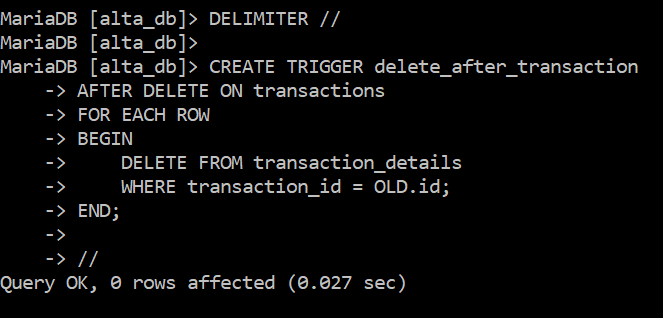 MariaDB [alta_db]> DELIMITER //
MariaDB [alta_db]>
MariaDB [alta_db]> CREATE TRIGGER delete_after_transaction
    -> AFTER DELETE ON transactions
    -> FOR EACH ROW
    -> BEGIN
    ->     DELETE FROM transaction_details
    ->     WHERE transaction_id = OLD.id;
    -> END;
    ->
    -> //
Query OK, 0 rows affected (0.027 sec)